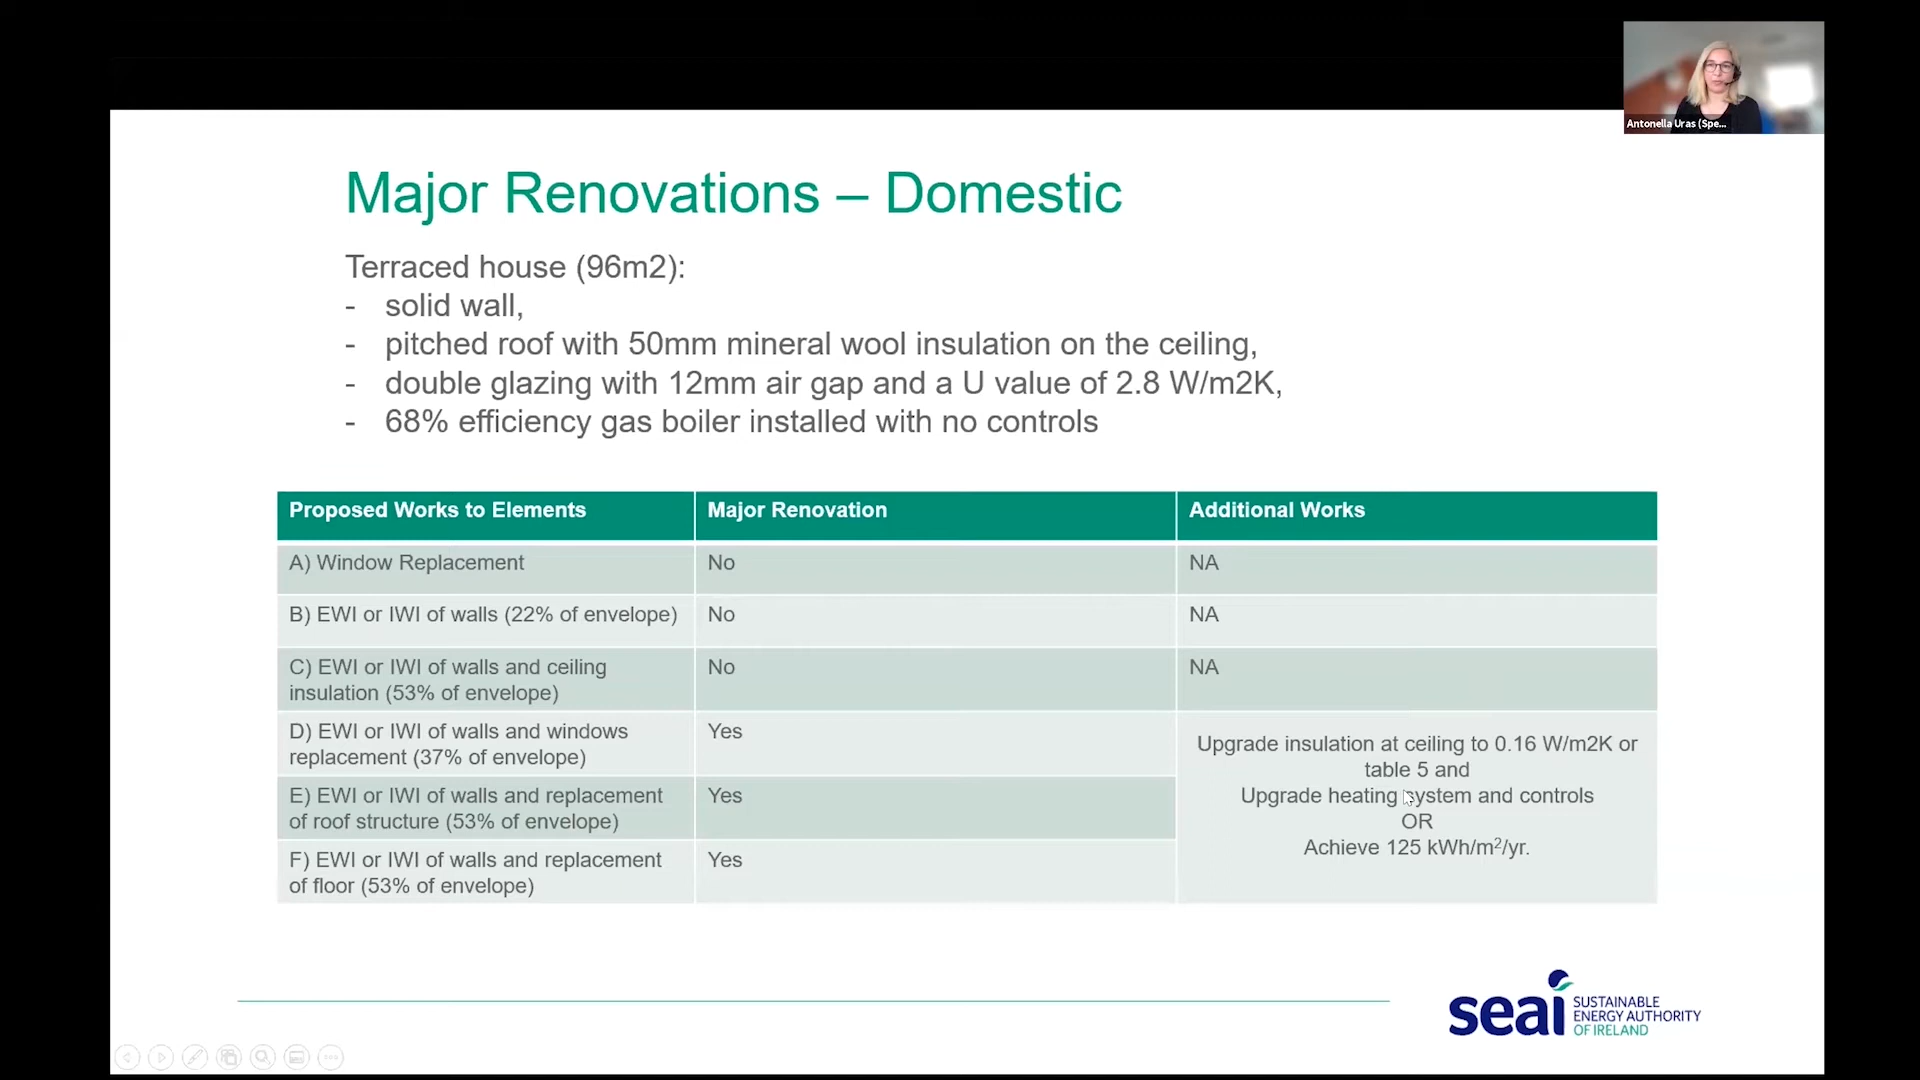 Antonella Uras (Spe...
Major Renovations – Domestic
Terraced house (96m2):
- solid wall,
- pitched roof with 50mm mineral wool insulation on the ceiling,
- double glazing with 12mm air gap and a U value of 2.8 W/m2K,
- 68% efficiency gas boiler installed with no controls
Proposed Works to Elements
Major Renovation
Additional Works
A) Window Replacement
No
NA
B) EWI or IWI of walls (22% of envelope)
No
NA
C) EWI or IWI of walls and ceiling
insulation (53% of envelope)
No
NA
D) EWI or IWI of walls and windows
replacement (37% of envelope)
Yes
E) EWI or IWI of walls and replacement
of roof structure (53% of envelope)
Yes
F) EWI or IWI of walls and replacement
of floor (53% of envelope)
Yes
Upgrade insulation at ceiling to 0.16 W/m2K or
table 5 and
Upgrade heating system and controls
OR
Achieve 125 kWh/m²/yr.
seai
SUSTAINABLE
ENERGY AUTHORITY
OF IRELAND